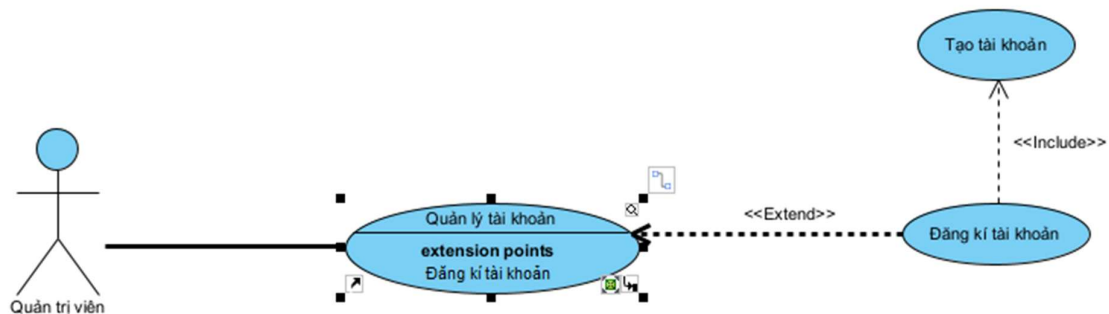 Tạo tài khoản
<<Include>>
Quản lý tài khoản
<<Extend>>
Đăng kí tài khoản
extension points
Đăng kí tài khoản
Quản trị viên